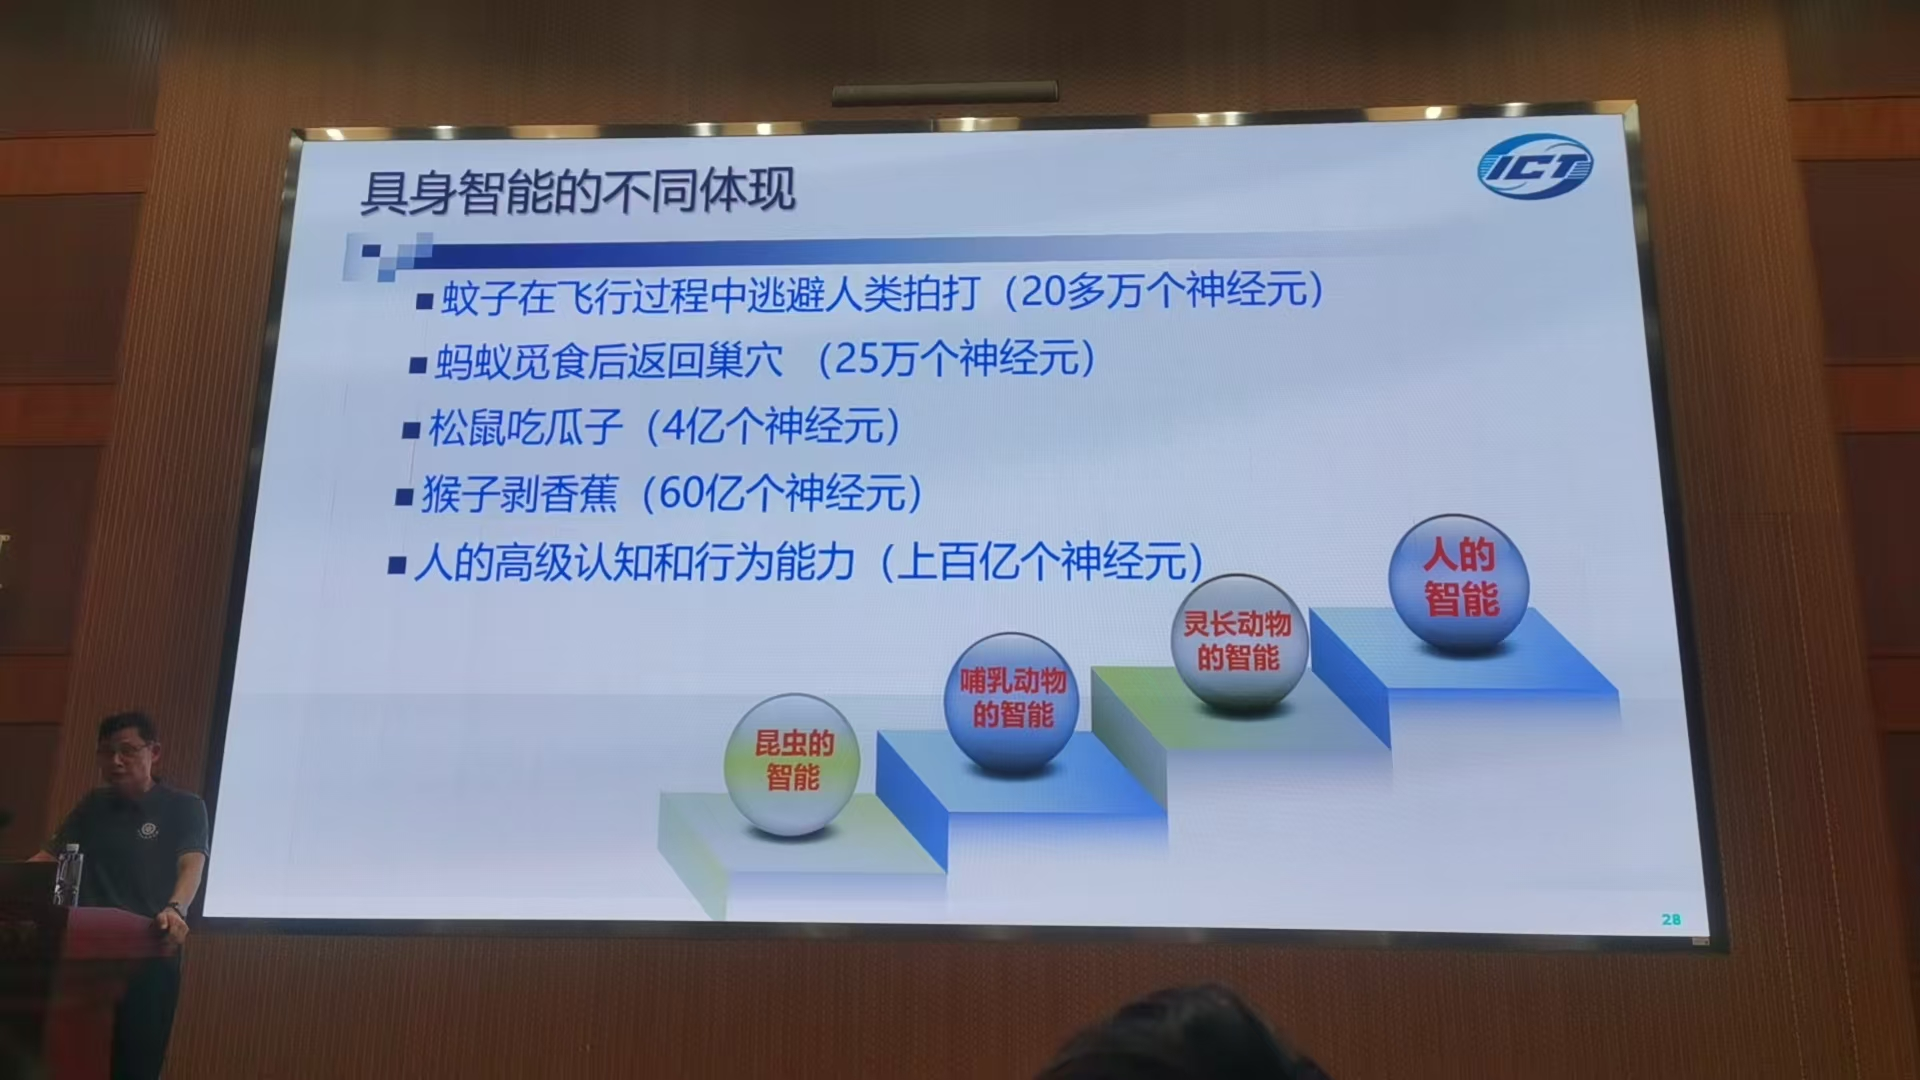 具身智能的不同体现
ICT
蚊子在飞行过程中逃避人类拍打（20多万个神经元）
蚂蚁觅食后返回巢穴 （25万个神经元）
松鼠吃瓜子（4亿个神经元）
猴子剥香蕉（60亿个神经元）
人的高级认知和行为能力（上百亿个神经元）
人的
智能
灵长动物
的智能
哺乳动物
的智能
昆虫的
智能
28